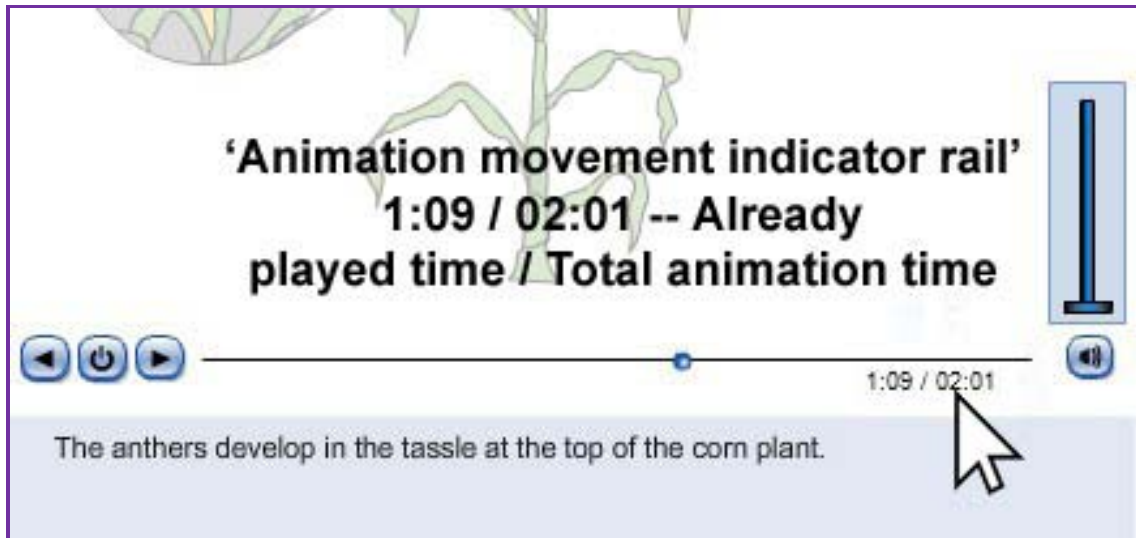 ‘Animation movement indicator rail’
1:09 / 02:01 -- Already
played time / Total animation time
1:09 / 02:01
The anthers develop in the tassle at the top of the corn plant.